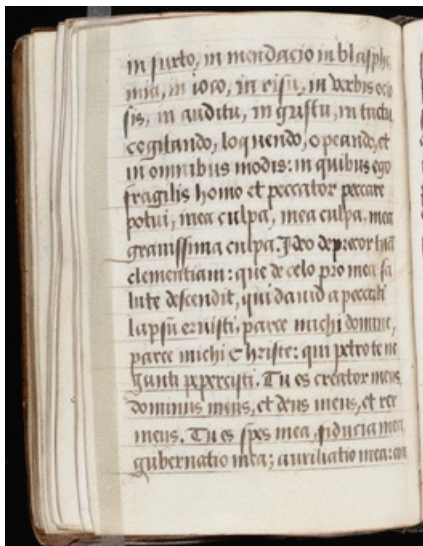 in furto, in mendacio in blasphe
mia, in ioco, in risu, in verbis ocio
sis, in auditu, in gustu, in tactu
cogitando, loquendo, operando, et
in omnibus modis: in quibus ego
fragilis homo et peccator peccare
potui, mea culpa, mea culpa, mea
gravissima culpa. Ideo deprecor tuā
clementiam: que de celo pro mea sa
lute descendit, qui david a peccati
lapsū eruisti, parce michi domine,
parce michi Christe: qui petro te ne
ganti pepercisti. Tu es creator meus
dominus meus, et deus meus, et rex
meus. Tu es spes mea, fiducia mea
gubernatio mea; auxiliatio mea: